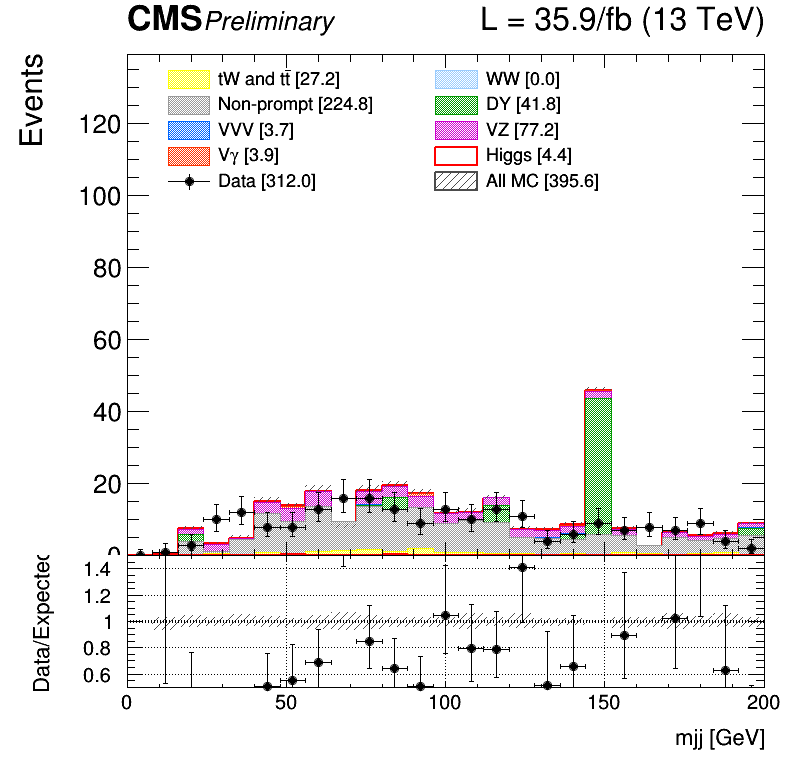 CMS Preliminary L = 35.9/fb (13 TeV)
Events
tW and tt̄ [27.2] WW [0.0]
Non-prompt [224.8] DY [41.8]
VVV [3.7] VZ [77.2]
Vγ [3.9] Higgs [4.4]
Data [312.0] All MC [395.6]
120
100
80
60
40
20
0
Data/Expected
1.4
1.2
1
0.8
0.6
0 50 100 150 200
mjj [GeV]